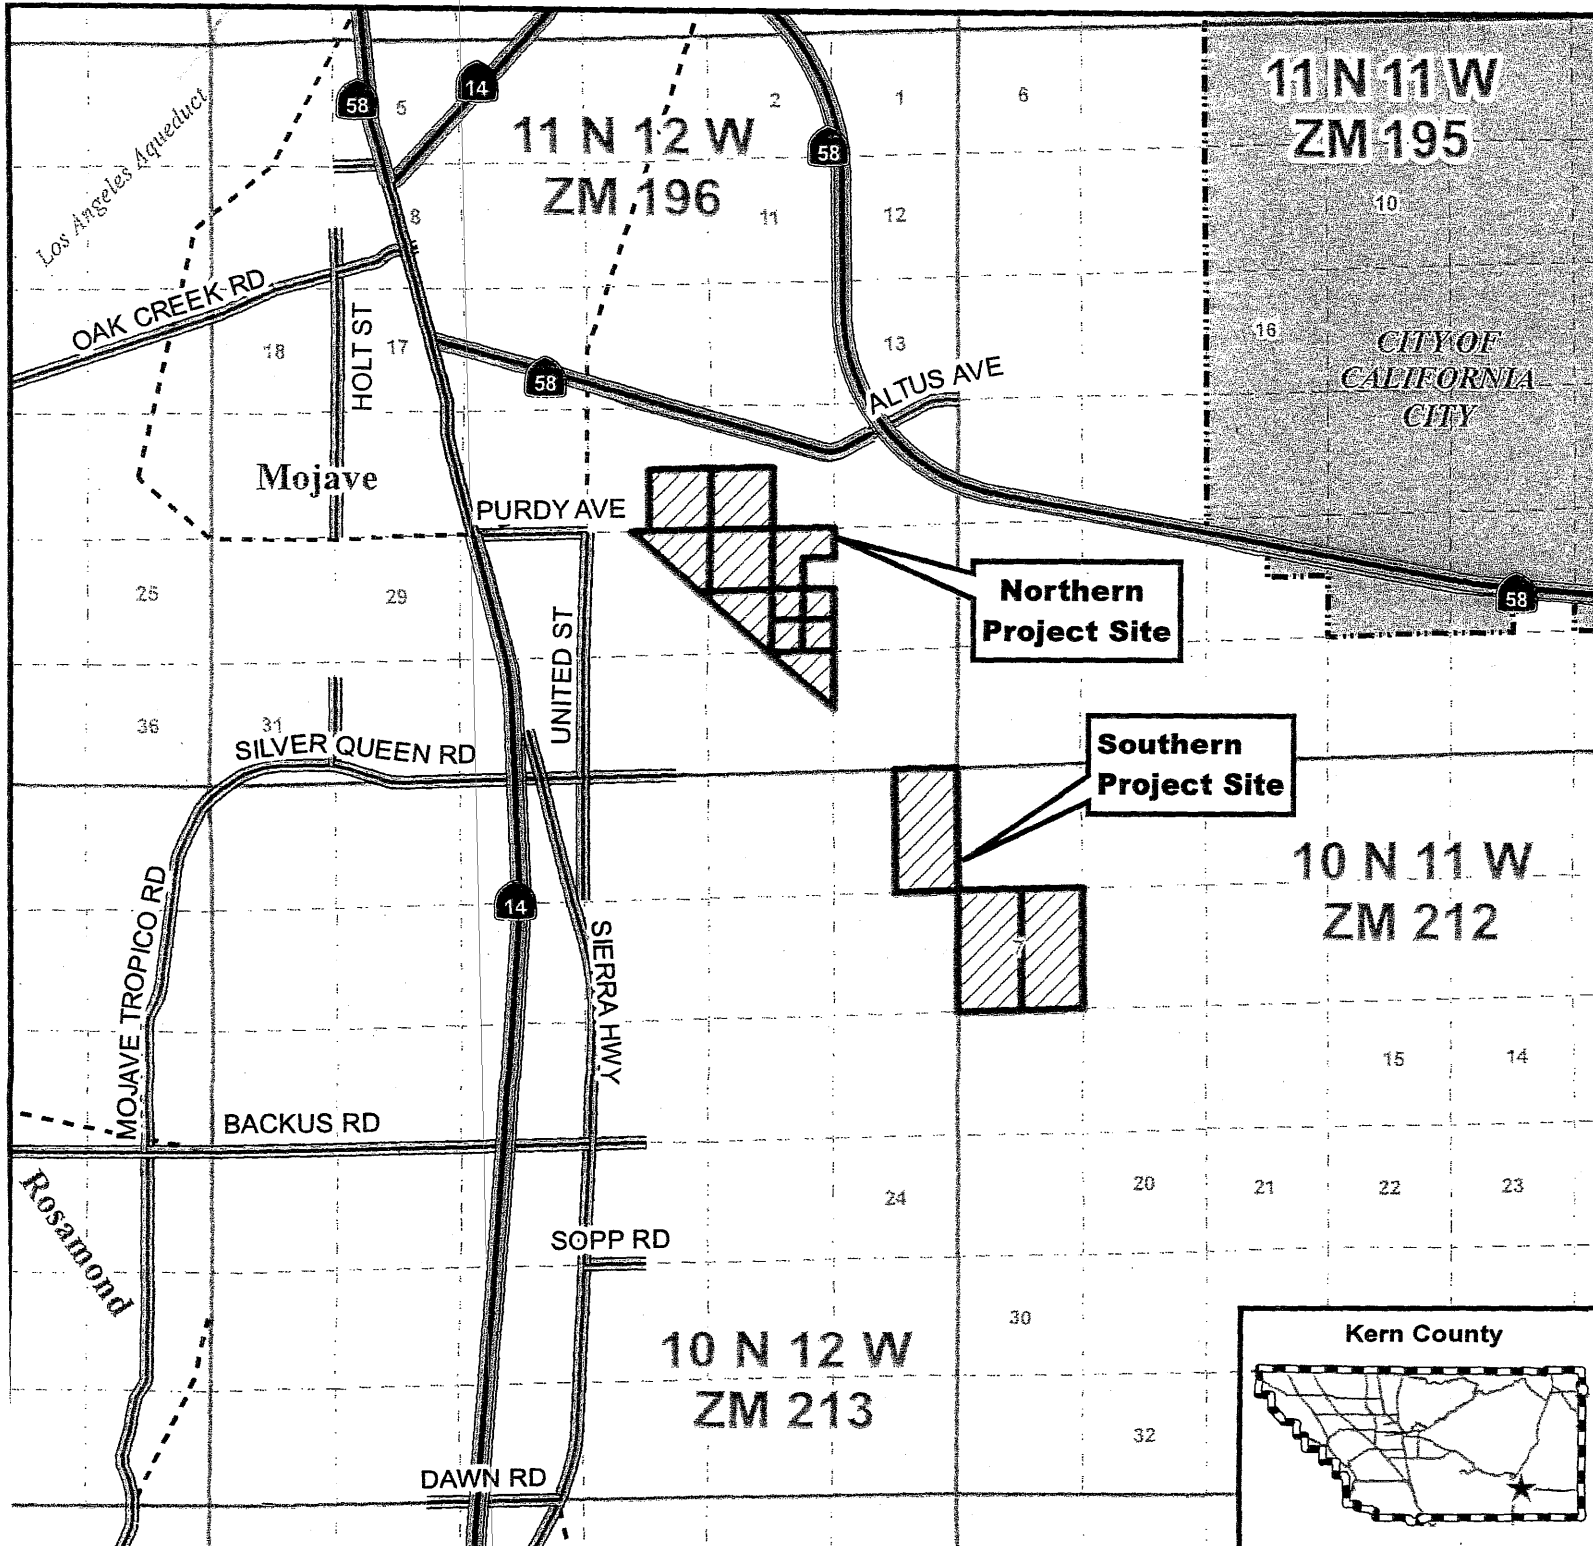 11 N 11 W
ZM 195
58
14
5
2
1
6
11 N 12 W
ZM 196
58
Los Angeles Aqueduct
8
11
12
10
OAK CREEK RD
HOLT ST
18
17
13
16
CITY OF
CALIFORNIA
CITY
58
ALTUS AVE
Mojave
PURDY AVE
25
29
Northern
Project Site
58
UNITED ST
36
31
SILVER QUEEN RD
Southern
Project Site
10 N 11 W
ZM 212
MOJAVE TROPICO RD
14
SIERRA HWY
7
15
14
BACKUS RD
Rosamond
24
20
21
22
23
SOPP RD
30
10 N 12 W
ZM 213
Kern County
32
DAWN RD